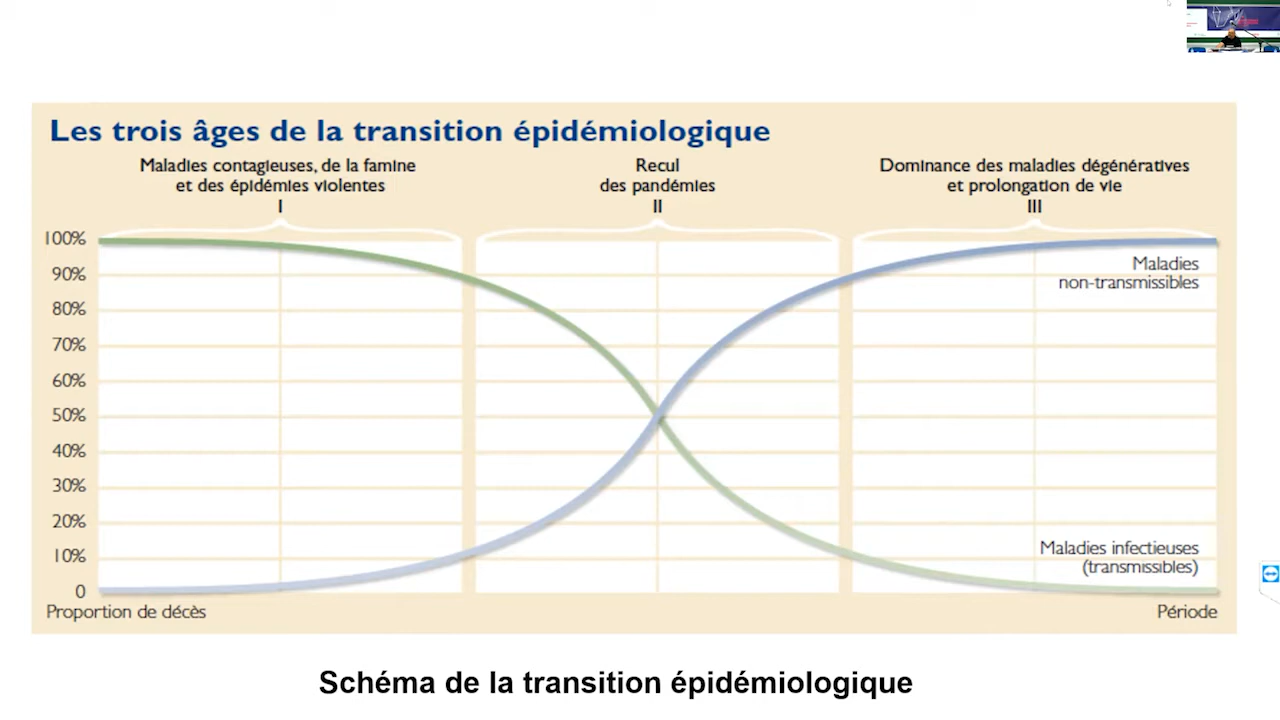 Les trois âges de la transition épidémiologique
Maladies contagieuses, de la famine
et des épidémies violentes
I
Recul
des pandémies
II
Dominance des maladies dégénératives
et prolongation de vie
III
100%
90%
80%
70%
60%
50%
40%
30%
20%
10%
0
Maladies
non-transmissibles
Maladies infectieuses
(transmissibles)
Proportion de décès
Période
Schéma de la transition épidémiologique